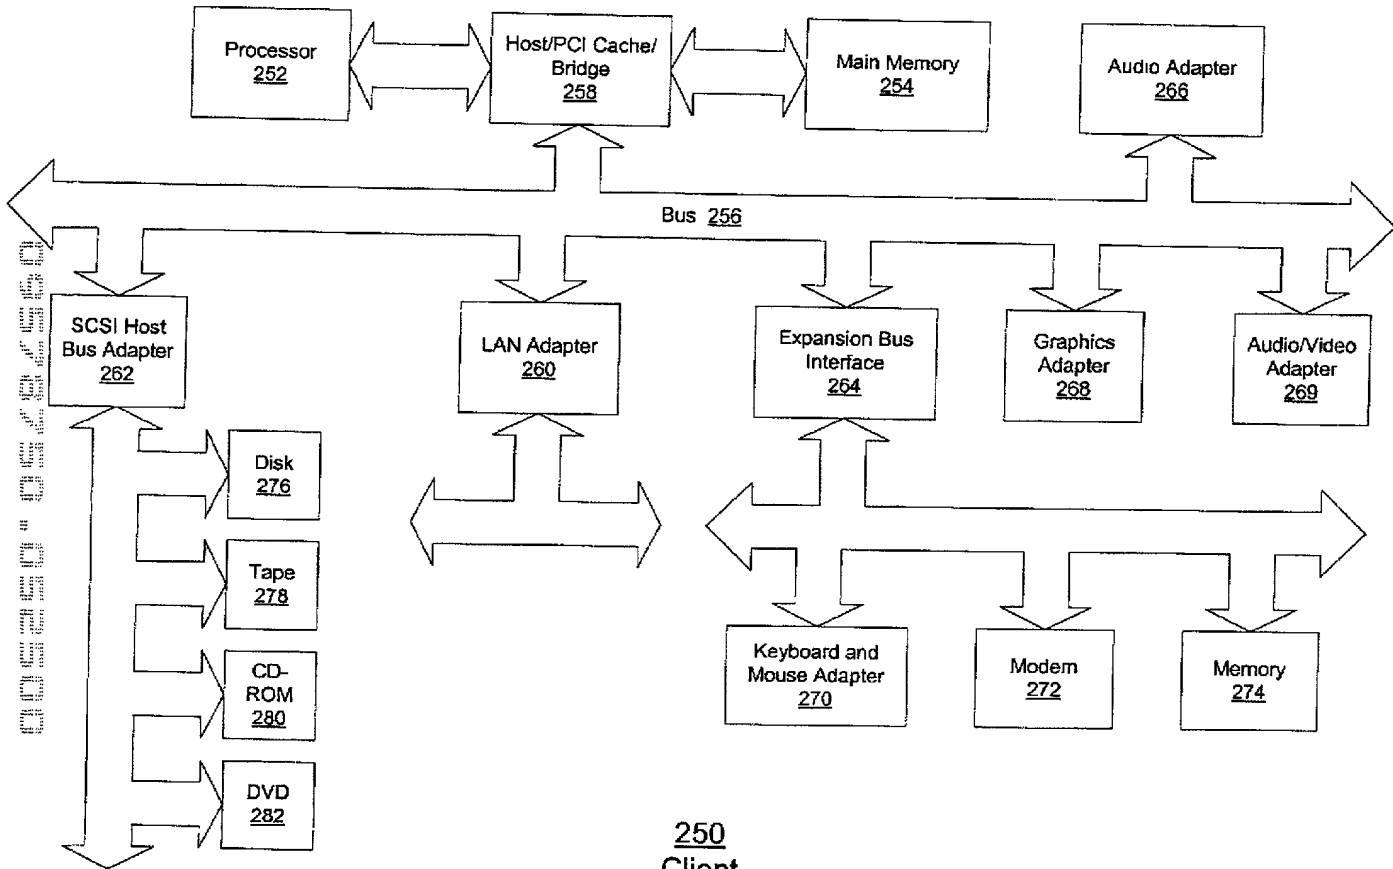 Processor
252
Host/PCI Cache/
Bridge
258
Main Memory
254
Audio Adapter
266
Bus 256
SCSI Host
Bus Adapter
262
LAN Adapter
260
Expansion Bus
Interface
264
Graphics
Adapter
268
Audio/Video
Adapter
269
Disk
276
Tape
278
CD-
ROM
280
DVD
282
Keyboard and
Mouse Adapter
270
Modem
272
Memory
274
250
Client